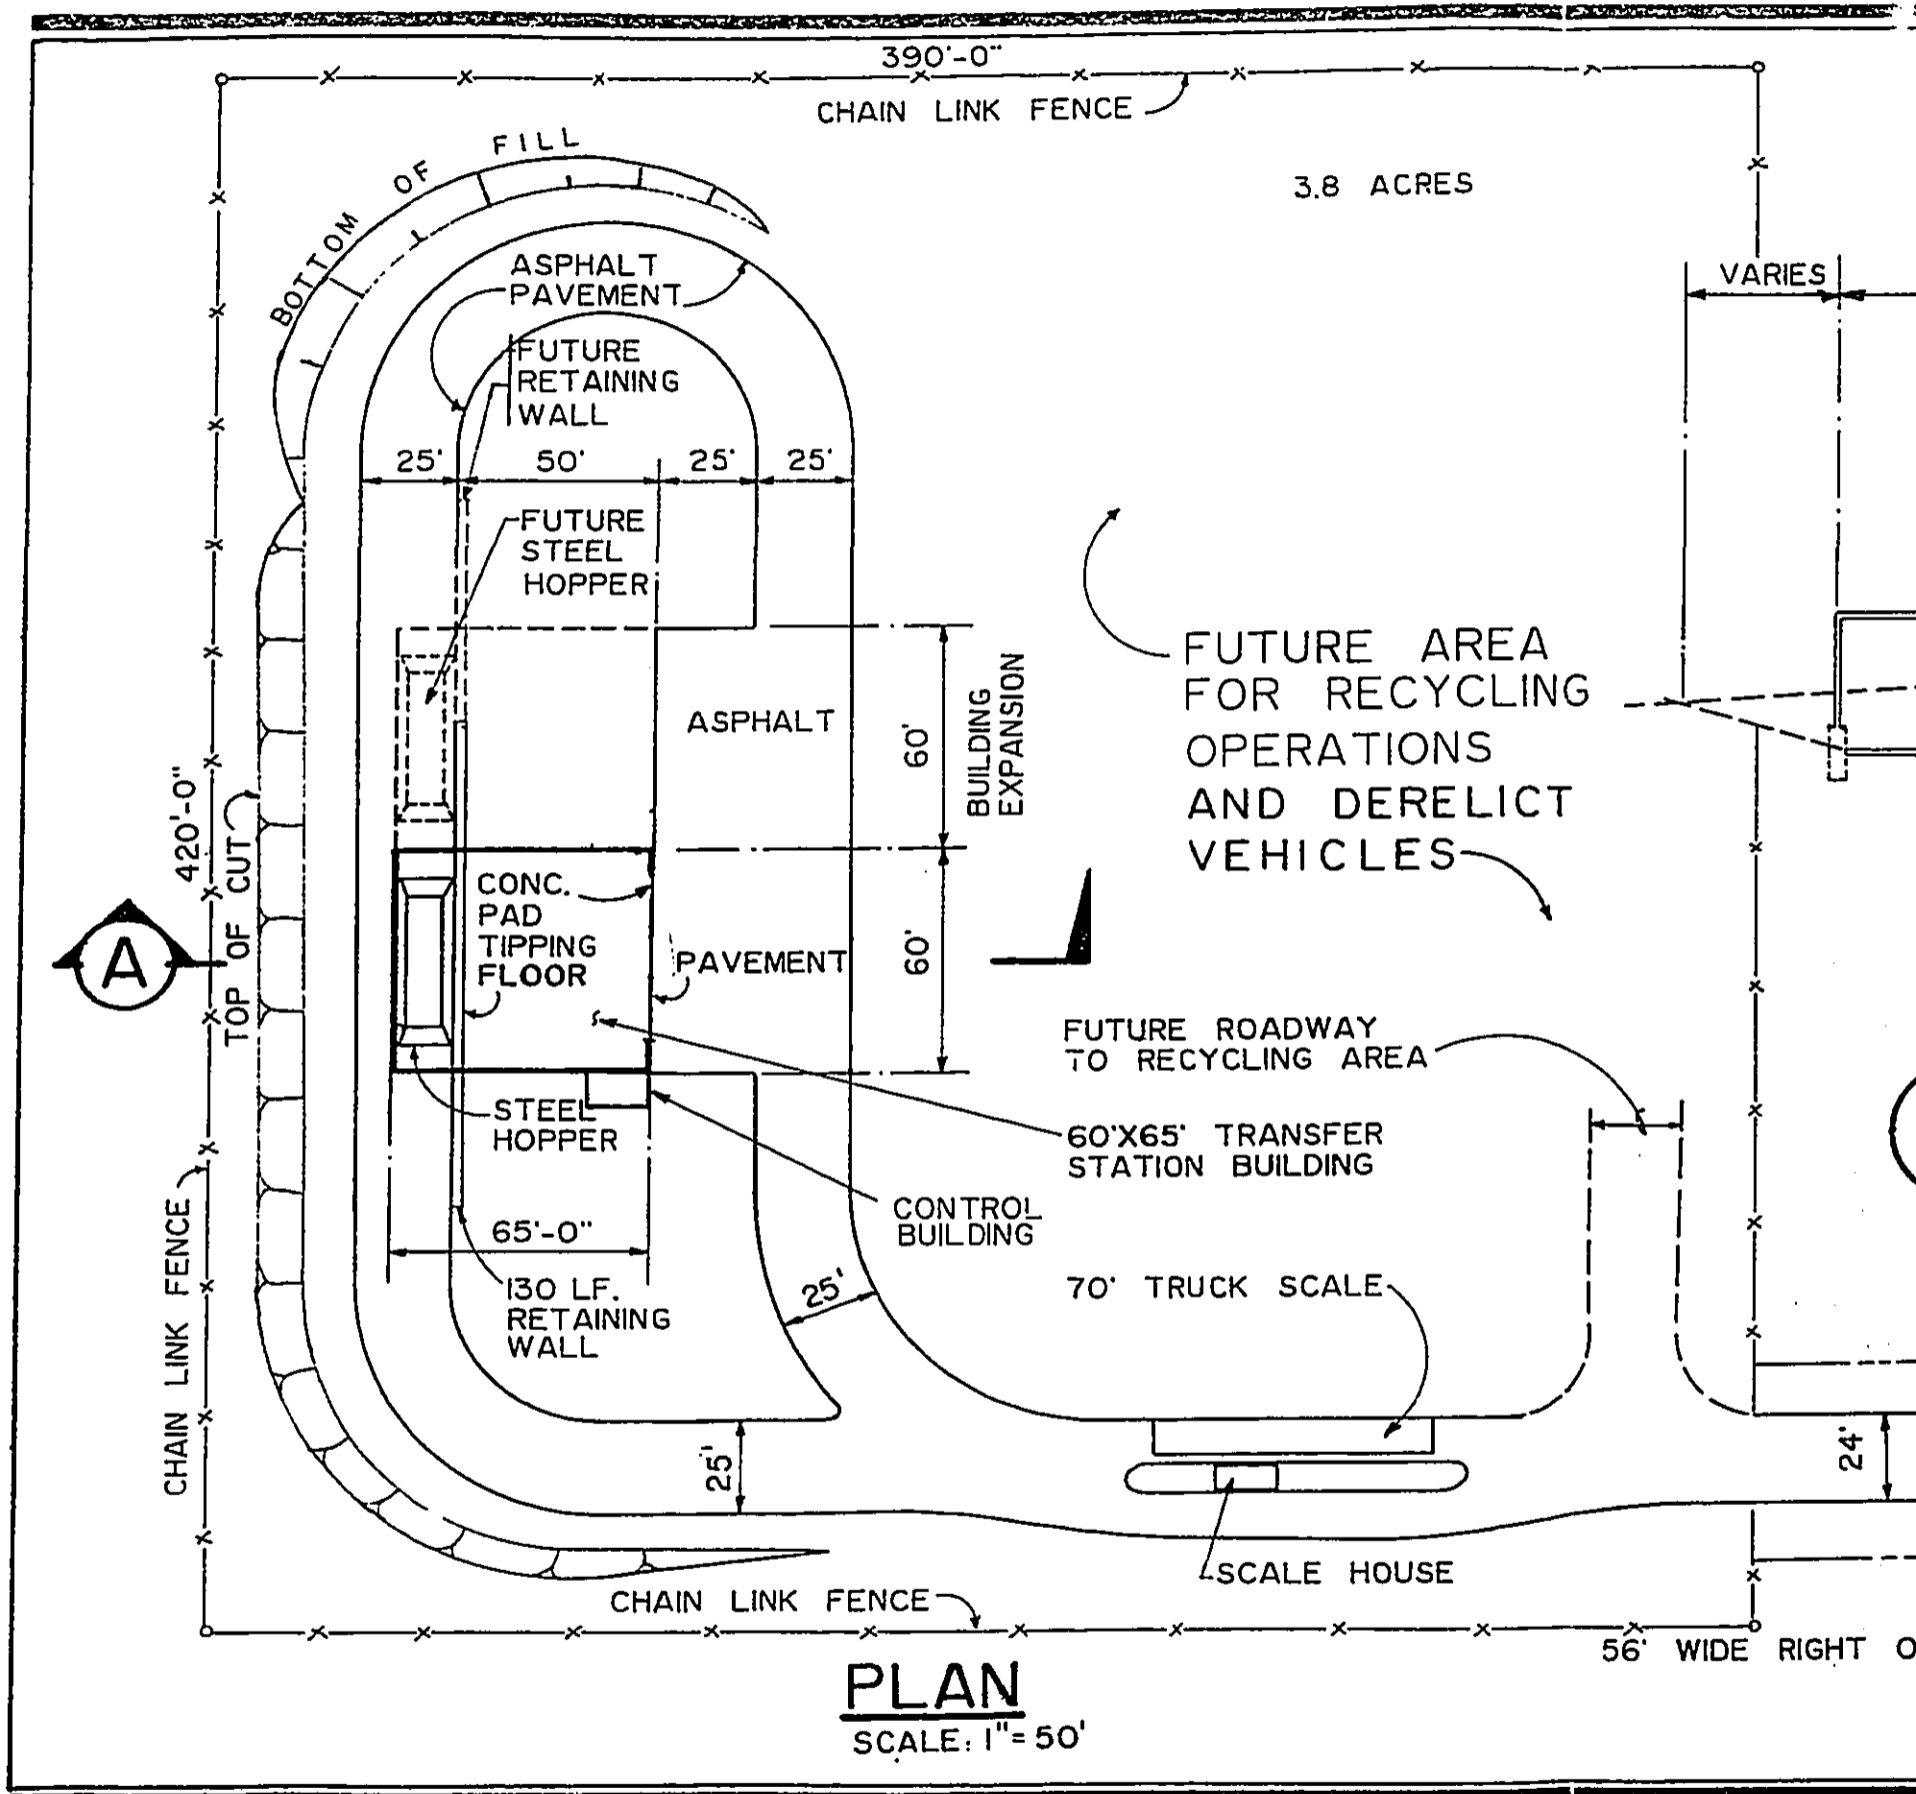 390'-0"
CHAIN LINK FENCE
BOTTOM OF FILL
3.8 ACRES
ASPHALT
PAVEMENT
VARIES
FUTURE
RETAINING
WALL
25'
50'
25'
25'
FUTURE
STEEL
HOPPER
FUTURE AREA
FOR RECYCLING
OPERATIONS
AND DERELICT
VEHICLES
ASPHALT
60'
BUILDING
EXPANSION
420'-0"
TOP OF CUT
A
CONC.
PAD
TIPPING
FLOOR
PAVEMENT
60'
FUTURE ROADWAY
TO RECYCLING AREA
STEEL
HOPPER
60'X65' TRANSFER
STATION BUILDING
CONTROL
BUILDING
65'-0"
CHAIN LINK FENCE
130 LF.
RETAINING
WALL
25'
70' TRUCK SCALE
25'
24'
SCALE HOUSE
CHAIN LINK FENCE
56' WIDE RIGHT O
PLAN
SCALE: 1"=50'